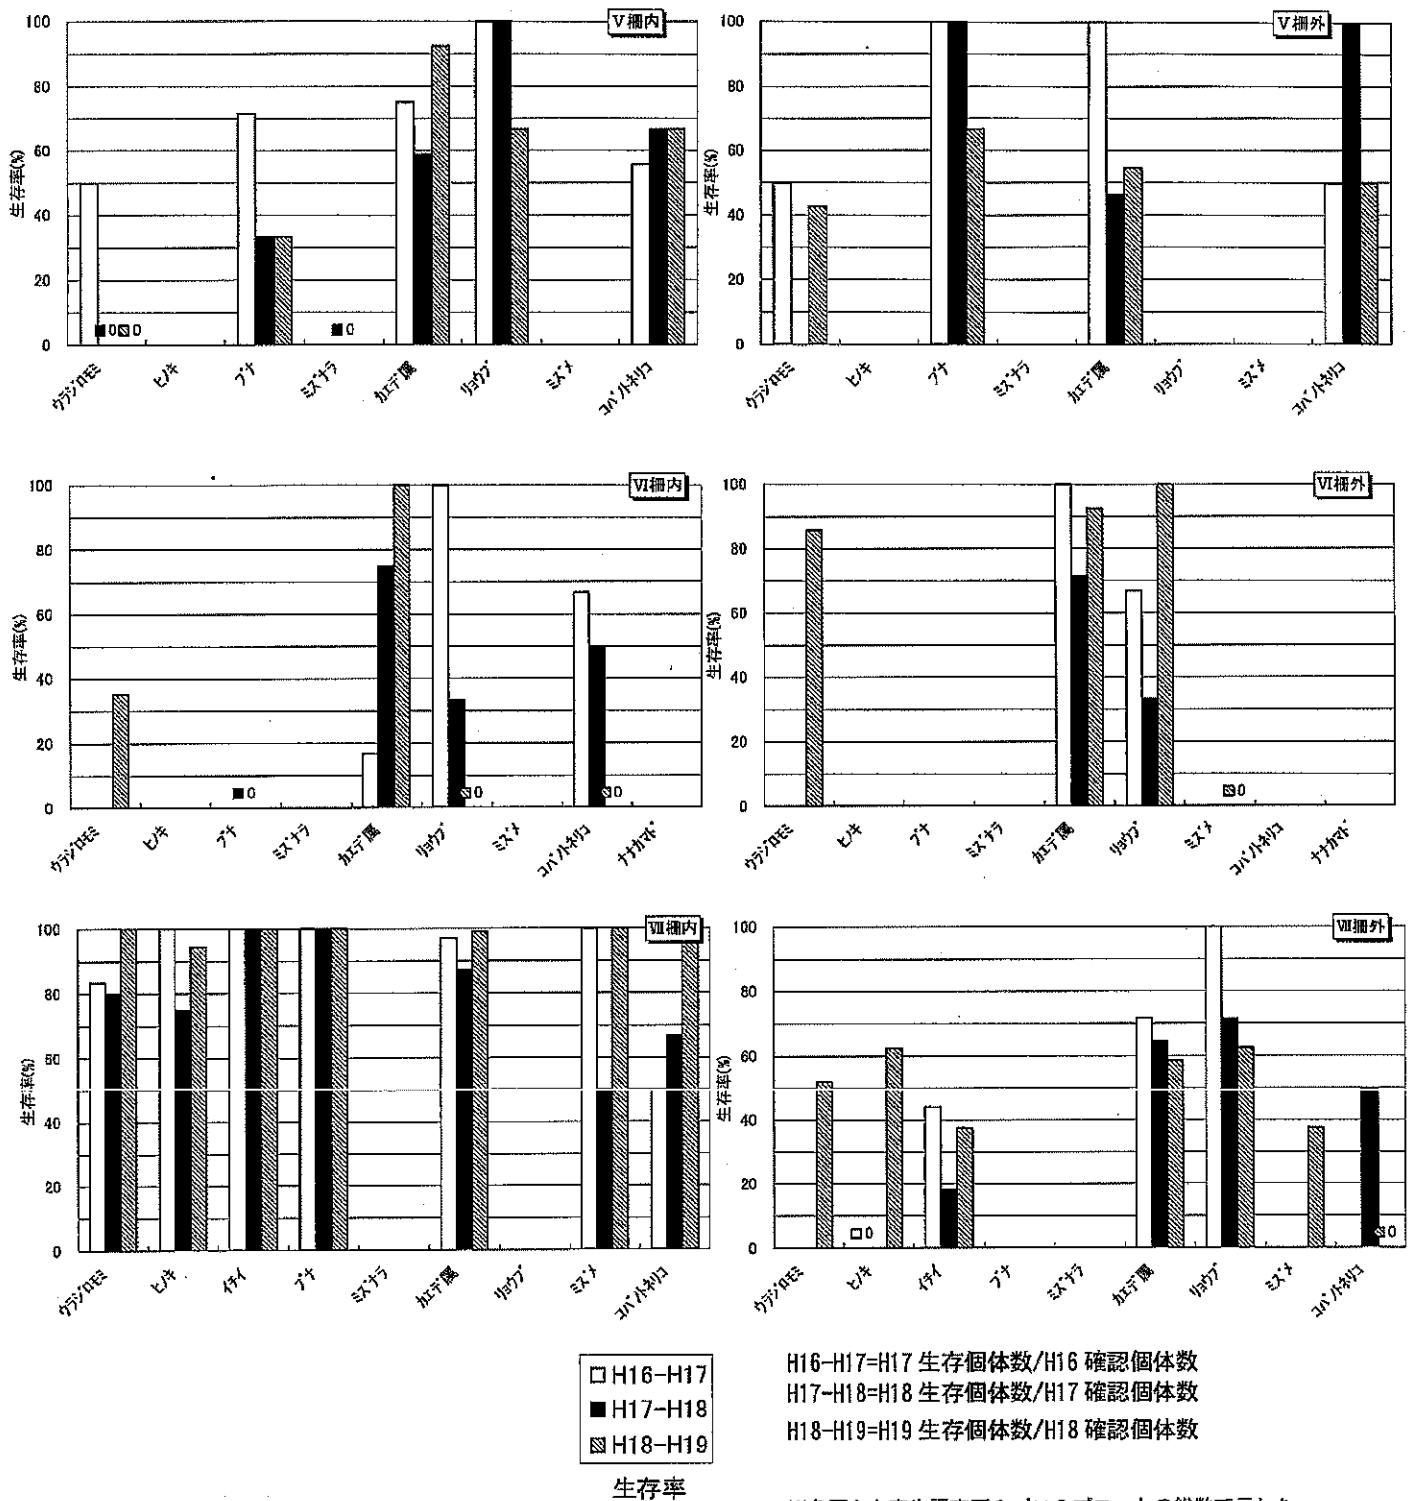 V柵内
生存率(%)
100
80
60
40
20
0
■0▨0
■0
ウラジロモミ
ヒノキ
ブナ
ミズナラ
カエデ属
リョウブ
ミズメ
コバノトネリコ
V柵外
生存率(%)
100
80
60
40
20
0
ウラジロモミ
ヒノキ
ブナ
ミズナラ
カエデ属
リョウブ
ミズメ
コバノトネリコ
VI柵内
生存率(%)
100
80
60
40
20
0
■0
▨0
▨0
ウラジロモミ
ヒノキ
ブナ
ミズナラ
カエデ属
リョウブ
ミズメ
コバノトネリコ
ナナカマド
VI柵外
生存率(%)
100
80
60
40
20
0
▨0
ウラジロモミ
ヒノキ
ブナ
ミズナラ
カエデ属
リョウブ
ミズメ
コバノトネリコ
ナナカマド
VII柵内
生存率(%)
100
80
60
40
20
0
ウラジロモミ
ヒノキ
イチイ
ブナ
ミズナラ
カエデ属
リョウブ
ミズメ
コバノトネリコ
VII柵外
生存率(%)
100
80
60
40
20
0
□0
▨0
ウラジロモミ
ヒノキ
イチイ
ブナ
ミズナラ
カエデ属
リョウブ
ミズメ
コバノトネリコ
□H16-H17
■H17-H18
▨H18-H19
生存率
H16-H17=H17 生存個体数/H16 確認個体数
H17-H18=H18 生存個体数/H17 確認個体数
H18-H19=H19 生存個体数/H18 確認個体数